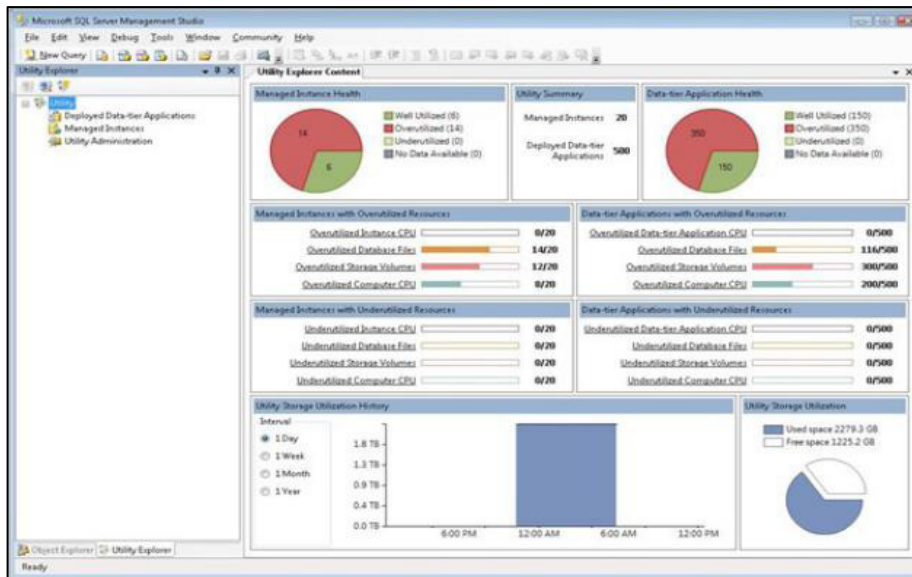 Microsoft SQL Server Management Studio
File Edit View Debug Tools Window Community Help
New Query
Utility Explorer
Utility
Deployed Data-tier Applications
Managed Instances
Utility Administration
Utility Explorer Content
Managed Instance Health
14
6
Well Utilized (6)
Overutilized (14)
Underutilized (0)
No Data Available (0)
Utility Summary
Managed Instances 20
Deployed Data-tier Applications 500
Data-tier Application Health
350
150
Well Utilized (150)
Overutilized (350)
Underutilized (0)
No Data Available (0)
Managed Instances with Overutilized Resources
Overutilized Instance CPU 0/20
Overutilized Database Files 14/20
Overutilized Storage Volumes 12/20
Overutilized Computer CPU 8/20
Data-tier Applications with Overutilized Resources
Overutilized Data-tier Application CPU 0/500
Overutilized Database Files 116/500
Overutilized Storage Volumes 300/500
Overutilized Computer CPU 200/500
Managed Instances with Underutilized Resources
Underutilized Instance CPU 0/20
Underutilized Database Files 0/20
Underutilized Storage Volumes 0/20
Underutilized Computer CPU 0/20
Data-tier Applications with Underutilized Resources
Underutilized Data-tier Application CPU 0/500
Underutilized Database Files 0/500
Underutilized Storage Volumes 0/500
Underutilized Computer CPU 0/500
Utility Storage Utilization History
Interval
1 Day
1 Week
1 Month
1 Year
1.8 TB
1.3 TB
0.9 TB
0.4 TB
0.0 TB
6:00 PM 12:00 AM 6:00 AM 12:00 PM
Utility Storage Utilization
Used space 2279.3 GB
Free space 1225.2 GB
Object Explorer Utility Explorer
Ready